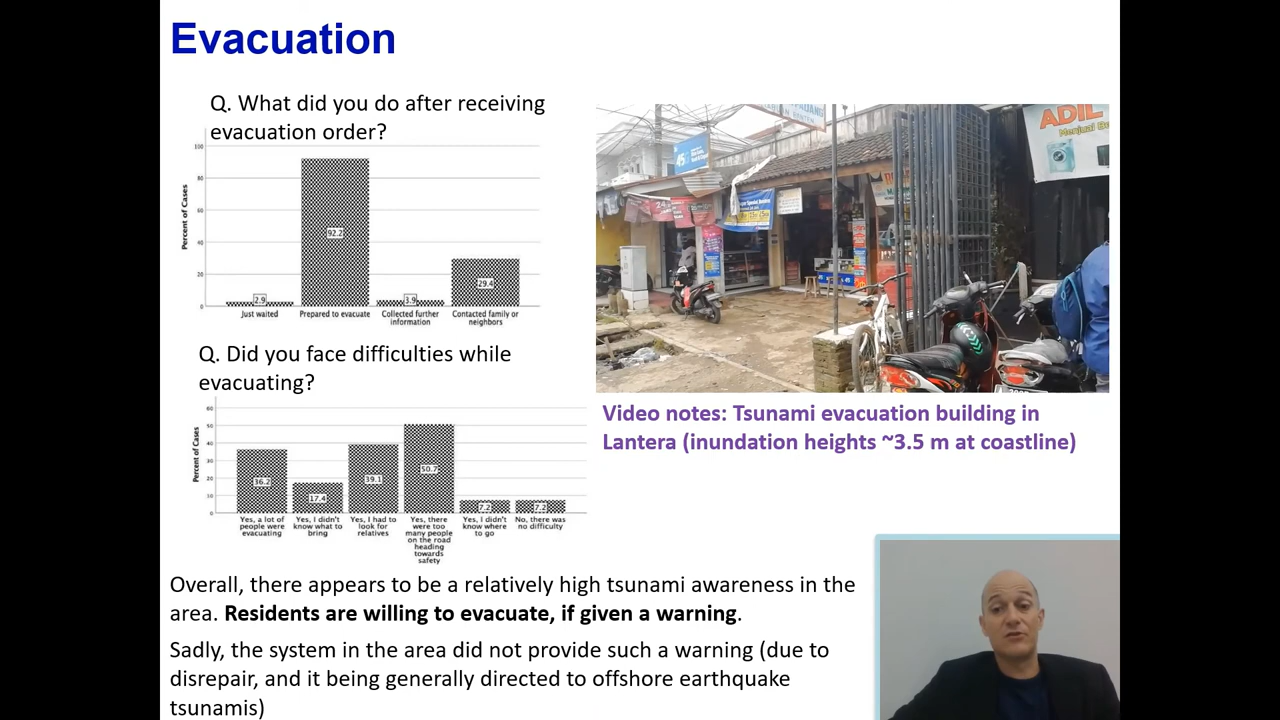 Evacuation
Q. What did you do after receiving
evacuation order?
100
80
60
40
20
0
Percent of Cases
2.9
92.2
3.9
29.4
Just waited
Prepared to evacuate
Collected further
information
Contacted family or
neighbors
Q. Did you face difficulties while
evacuating?
60
50
40
30
20
10
0
Percent of Cases
36.2
17.4
39.1
50.7
7.2
7.2
Yes, a lot of
people were
evacuating
Yes, I didn't
know what to
bring
Yes, I had to
look for
relatives
Yes, there
were too
many people
on the road
heading
towards
safety
Yes, I didn't
know where
to go
No, there was
no difficulty
ADIL
Menjual
45
24
45
Video notes: Tsunami evacuation building in
Lantera (inundation heights ~3.5 m at coastline)
Overall, there appears to be a relatively high tsunami awareness in the
area. Residents are willing to evacuate, if given a warning.
Sadly, the system in the area did not provide such a warning (due to
disrepair, and it being generally directed to offshore earthquake
tsunamis)